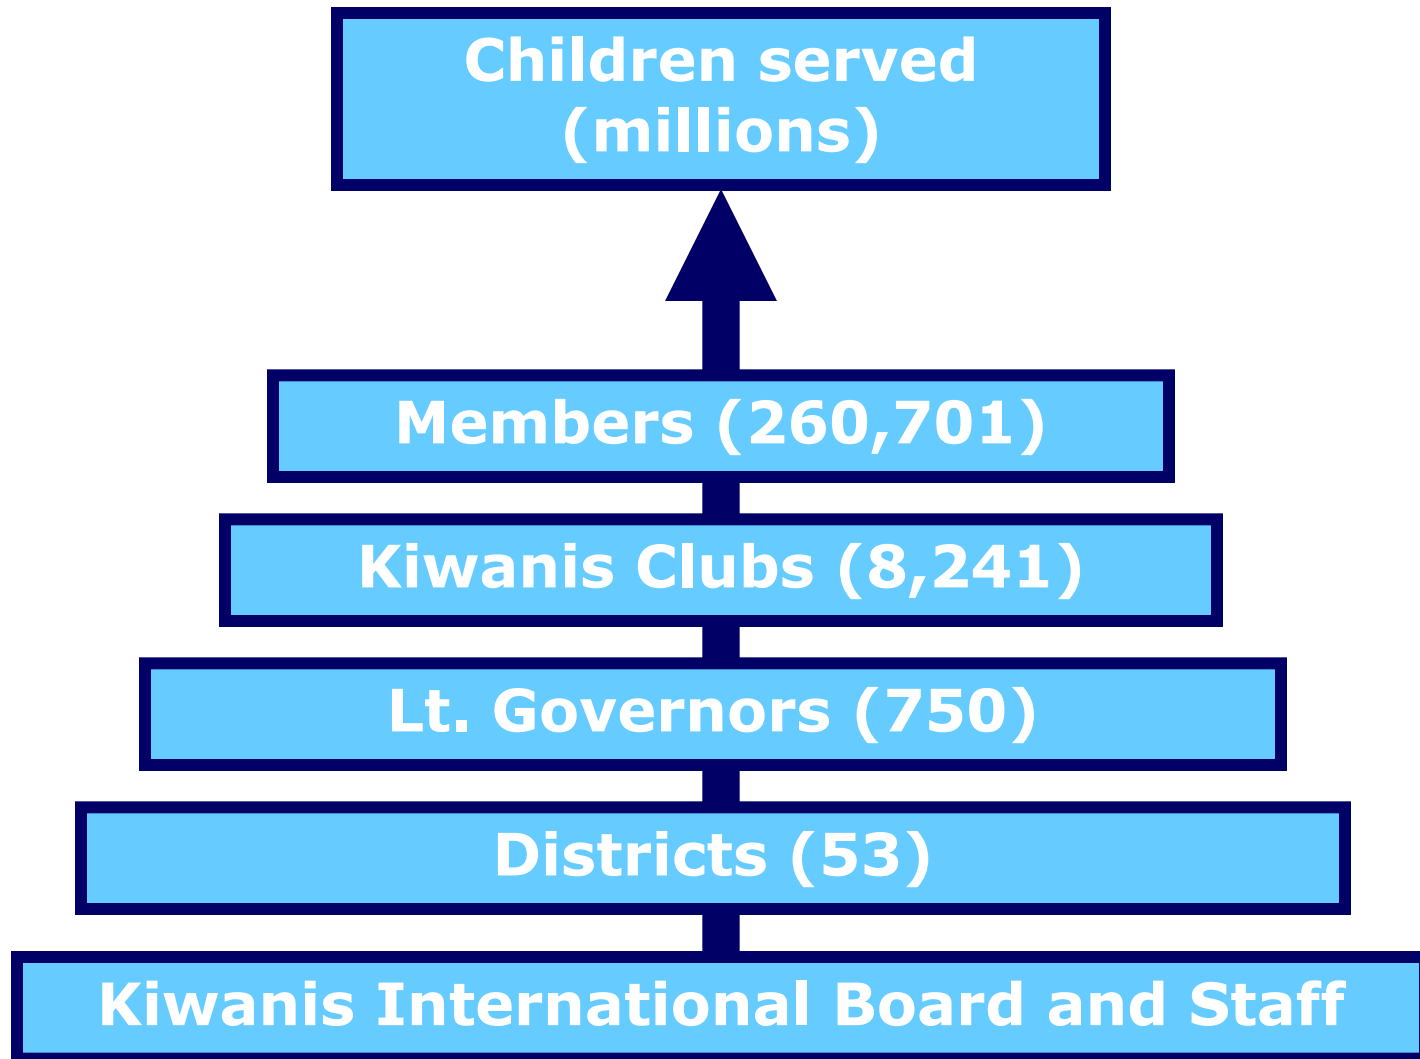 Children served
(millions)
Members (260,701)
Kiwanis Clubs (8,241)
Lt. Governors (750)
Districts (53)
Kiwanis International Board and Staff